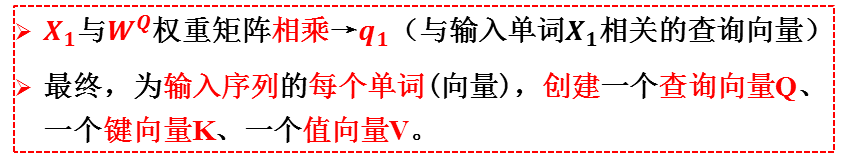 ➢ X₁与W^Q权重矩阵相乘→q₁（与输入单词X₁相关的查询向量）
➢ 最终，为输入序列的每个单词(向量)，创建一个查询向量Q、
一个键向量K、一个值向量V。